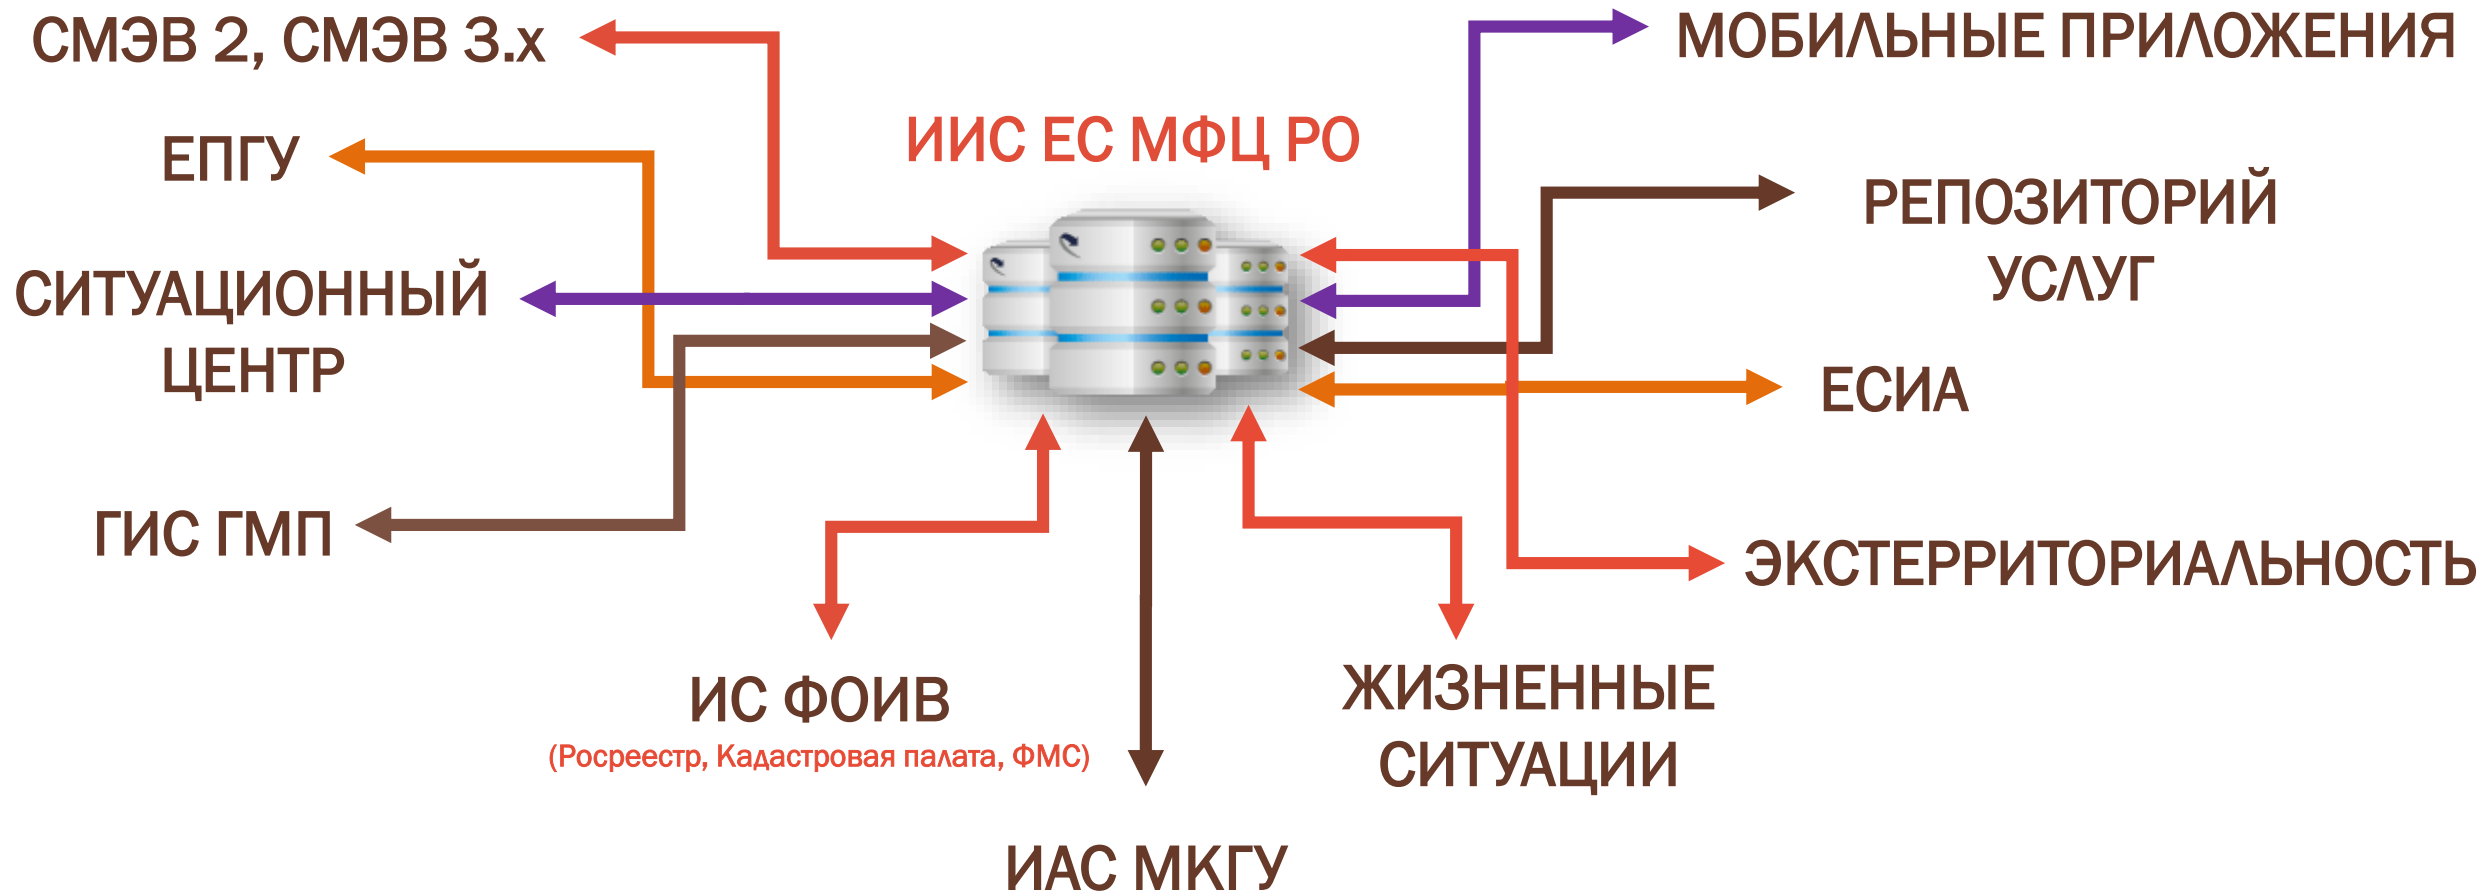 СМЭВ 2, СМЭВ 3.x
МОБИЛЬНЫЕ ПРИЛОЖЕНИЯ
ИИС ЕС МФЦ РО
ЕПГУ
РЕПОЗИТОРИЙ
УСЛУГ
СИТУАЦИОННЫЙ
ЦЕНТР
ЕСИА
ГИС ГМП
ЭКСТЕРРИТОРИАЛЬНОСТЬ
ИС ФОИВ
(Росреестр, Кадастровая палата, ФМС)
ЖИЗНЕННЫЕ
СИТУАЦИИ
ИАС МКГУ